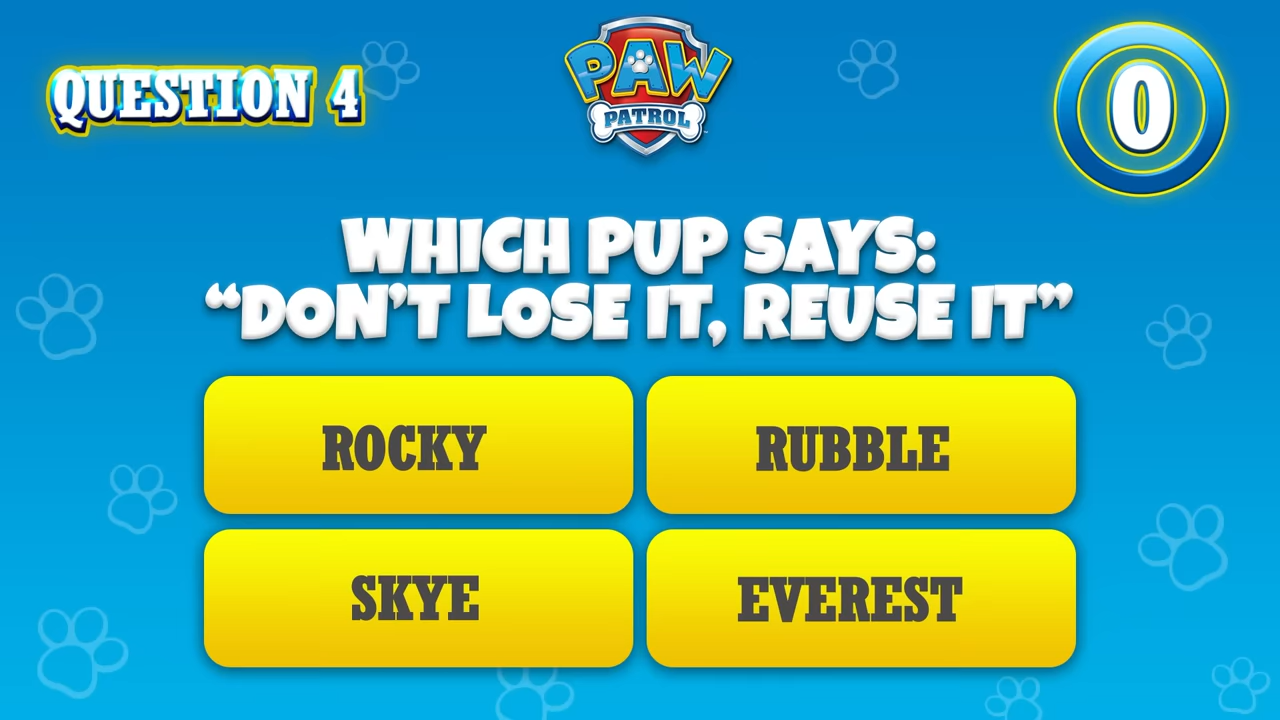 QUESTION 4
PAW
PATROL
0
WHICH PUP SAYS:
“DON’T LOSE IT, REUSE IT”
ROCKY
RUBBLE
SKYE
EVEREST